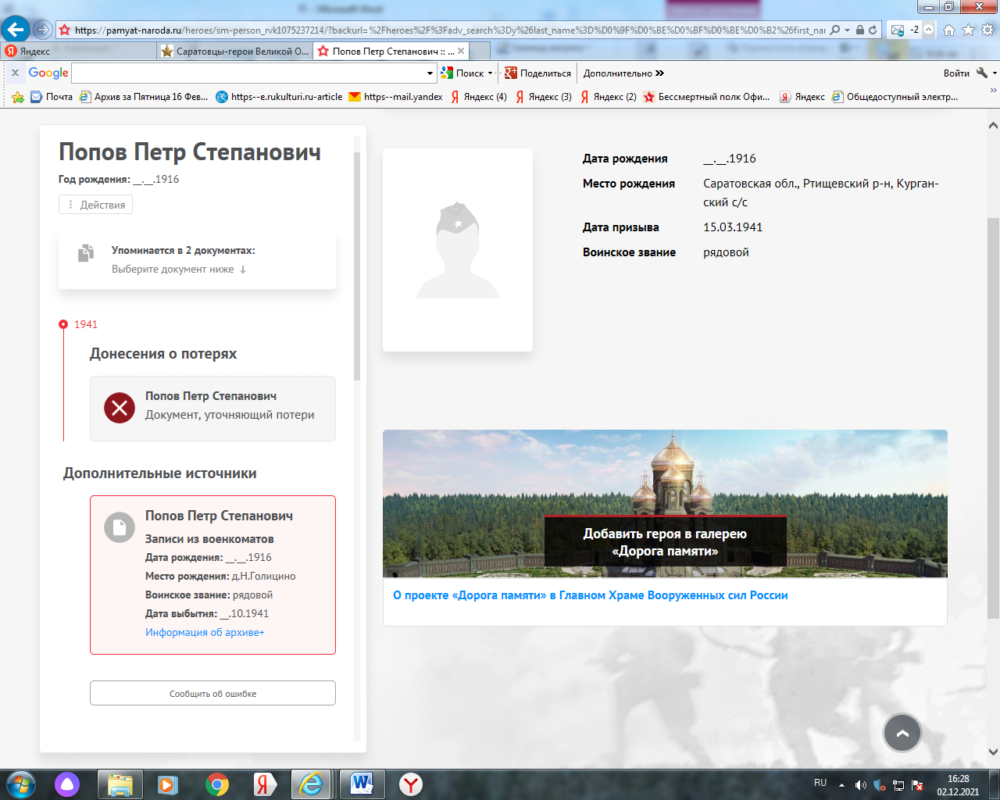 https://pamyat-naroda.ru/heroes/sm-person_rvk1075237214/?backurl=%2Fheroes%2F%3Fadv_search%3Dy%26last_name%3D%D0%9F%D0%BE%D0%BF%D0%BE%D0%B2%26first_nar
-2
Яндекс
Саратовцы-герои Великой О...
Попов Петр Степанович :: ...
Google
Поиск
Поделиться
Дополнительно
Войти
Почта
Архив за Пятница 16 Фев...
https--e.rukulturi.ru-article
https--mail.yandex
Яндекс (4)
Яндекс (3)
Яндекс (2)
Бессмертный полк Офи...
Яндекс
Общедоступный электр...
Попов Петр Степанович
Год рождения: __.__.1916
Действия
Упоминается в 2 документах:
Выберите документ ниже ↓
1941
Донесения о потерях
Попов Петр Степанович
Документ, уточняющий потери
Дополнительные источники
Попов Петр Степанович
Записи из военкоматов
Дата рождения: __.__.1916
Место рождения: д.Н.Голицино
Воинское звание: рядовой
Дата выбытия: __.10.1941
Информация об архиве+
Сообщить об ошибке
Дата рождения __.__.1916
Место рождения Саратовская обл., Ртищевский р-н, Курган-
ский с/с
Дата призыва 15.03.1941
Воинское звание рядовой
Добавить героя в галерею
«Дорога памяти»
О проекте «Дорога памяти» в Главном Храме Вооруженных сил России
RU
16:28
02.12.2021